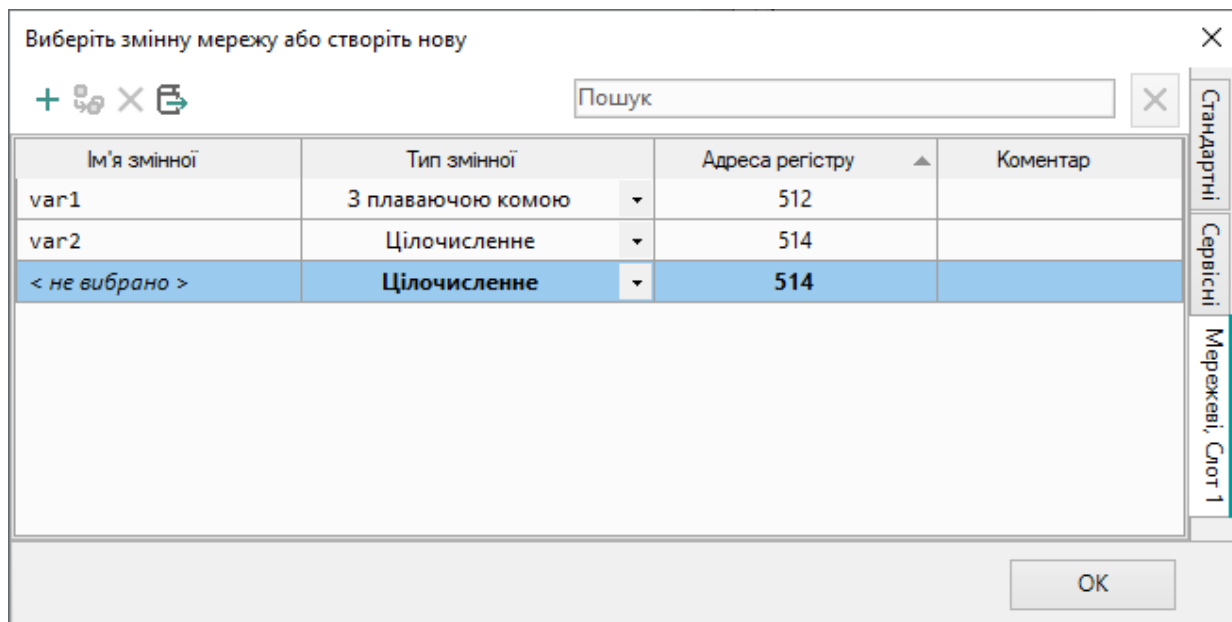 Виберіть змінну мережу або створіть нову
Пошук
Ім'я змінної Тип змінної Адреса регістру Коментар
var1 З плаваючою комою 512
var2 Цілочисленне 514
< не вибрано > Цілочисленне 514
Стандартні
Сервісні
Мережеві, Слот 1
OK